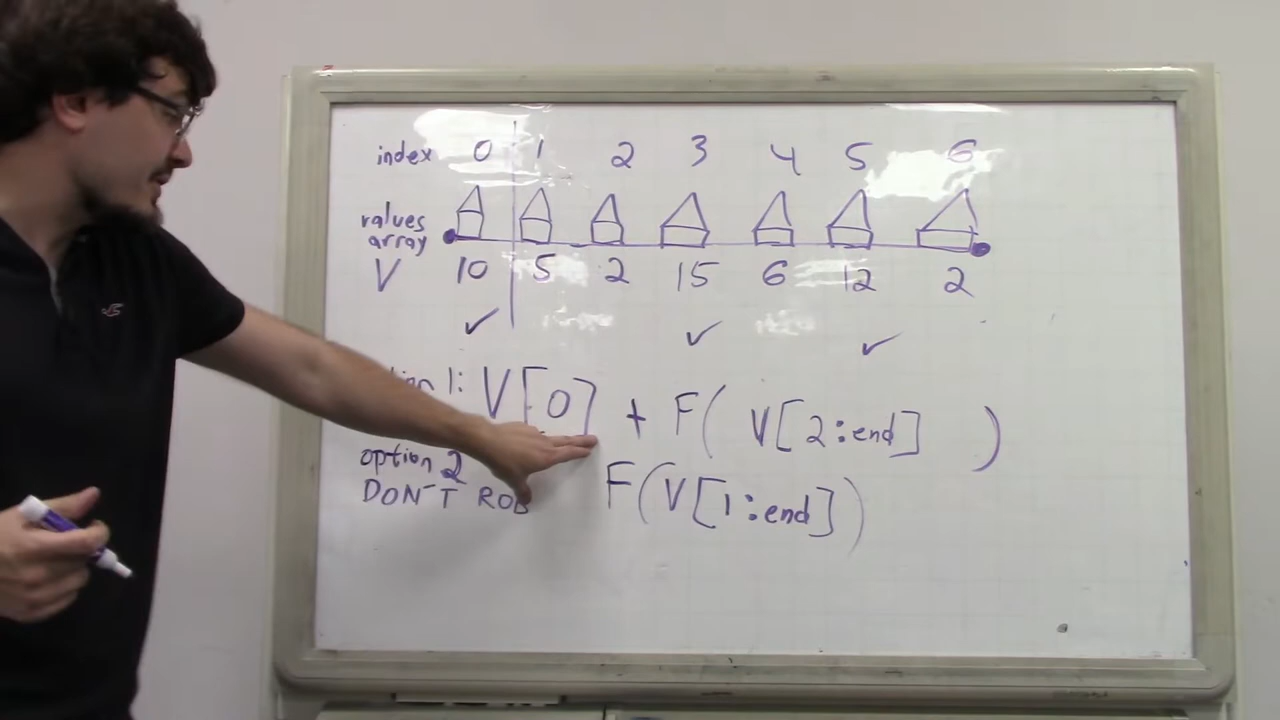 index 0 1 2 3 4 5 6
values
array
V 10 5 2 15 6 12 2
1: V[0] + F( V[2:end] )
option 2
DON'T ROB F(V[1:end])